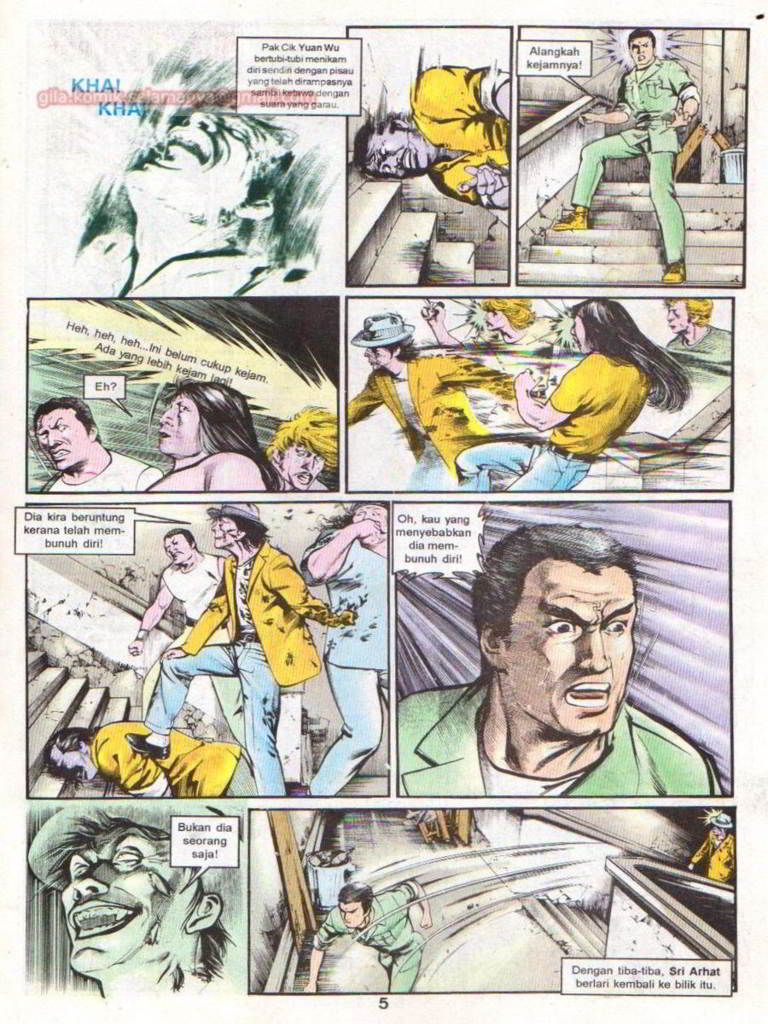 KHA!
KHA!
Pak Cik Yuan Wu
bertubi-tubi menikam
diri sendiri dengan pisau
yang telah dirampasnya
sambil ketawa dengan
suara yang garau.
Alangkah
kejamnya!
Heh, heh, heh...Ini belum cukup kejam.
Ada yang lebih kejam lagi!
Eh?
Dia kira beruntung
kerana telah mem-
bunuh diri!
Oh, kau yang
menyebabkan
dia mem-
bunuh diri!
Bukan dia
seorang
saja!
Dengan tiba-tiba, Sri Arhat
berlari kembali ke bilik itu.
5